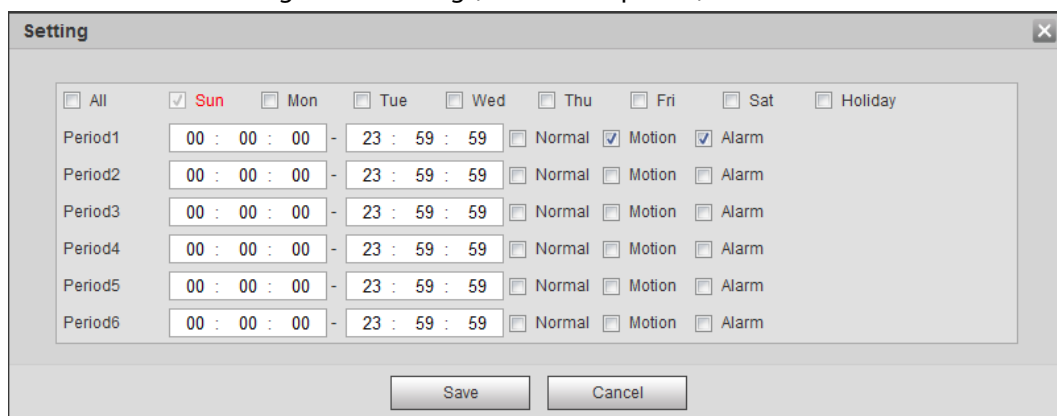 Setting
All Sun Mon Tue Wed Thu Fri Sat Holiday
Period1 00 : 00 : 00 - 23 : 59 : 59 Normal Motion Alarm
Period2 00 : 00 : 00 - 23 : 59 : 59 Normal Motion Alarm
Period3 00 : 00 : 00 - 23 : 59 : 59 Normal Motion Alarm
Period4 00 : 00 : 00 - 23 : 59 : 59 Normal Motion Alarm
Period5 00 : 00 : 00 - 23 : 59 : 59 Normal Motion Alarm
Period6 00 : 00 : 00 - 23 : 59 : 59 Normal Motion Alarm
Save Cancel